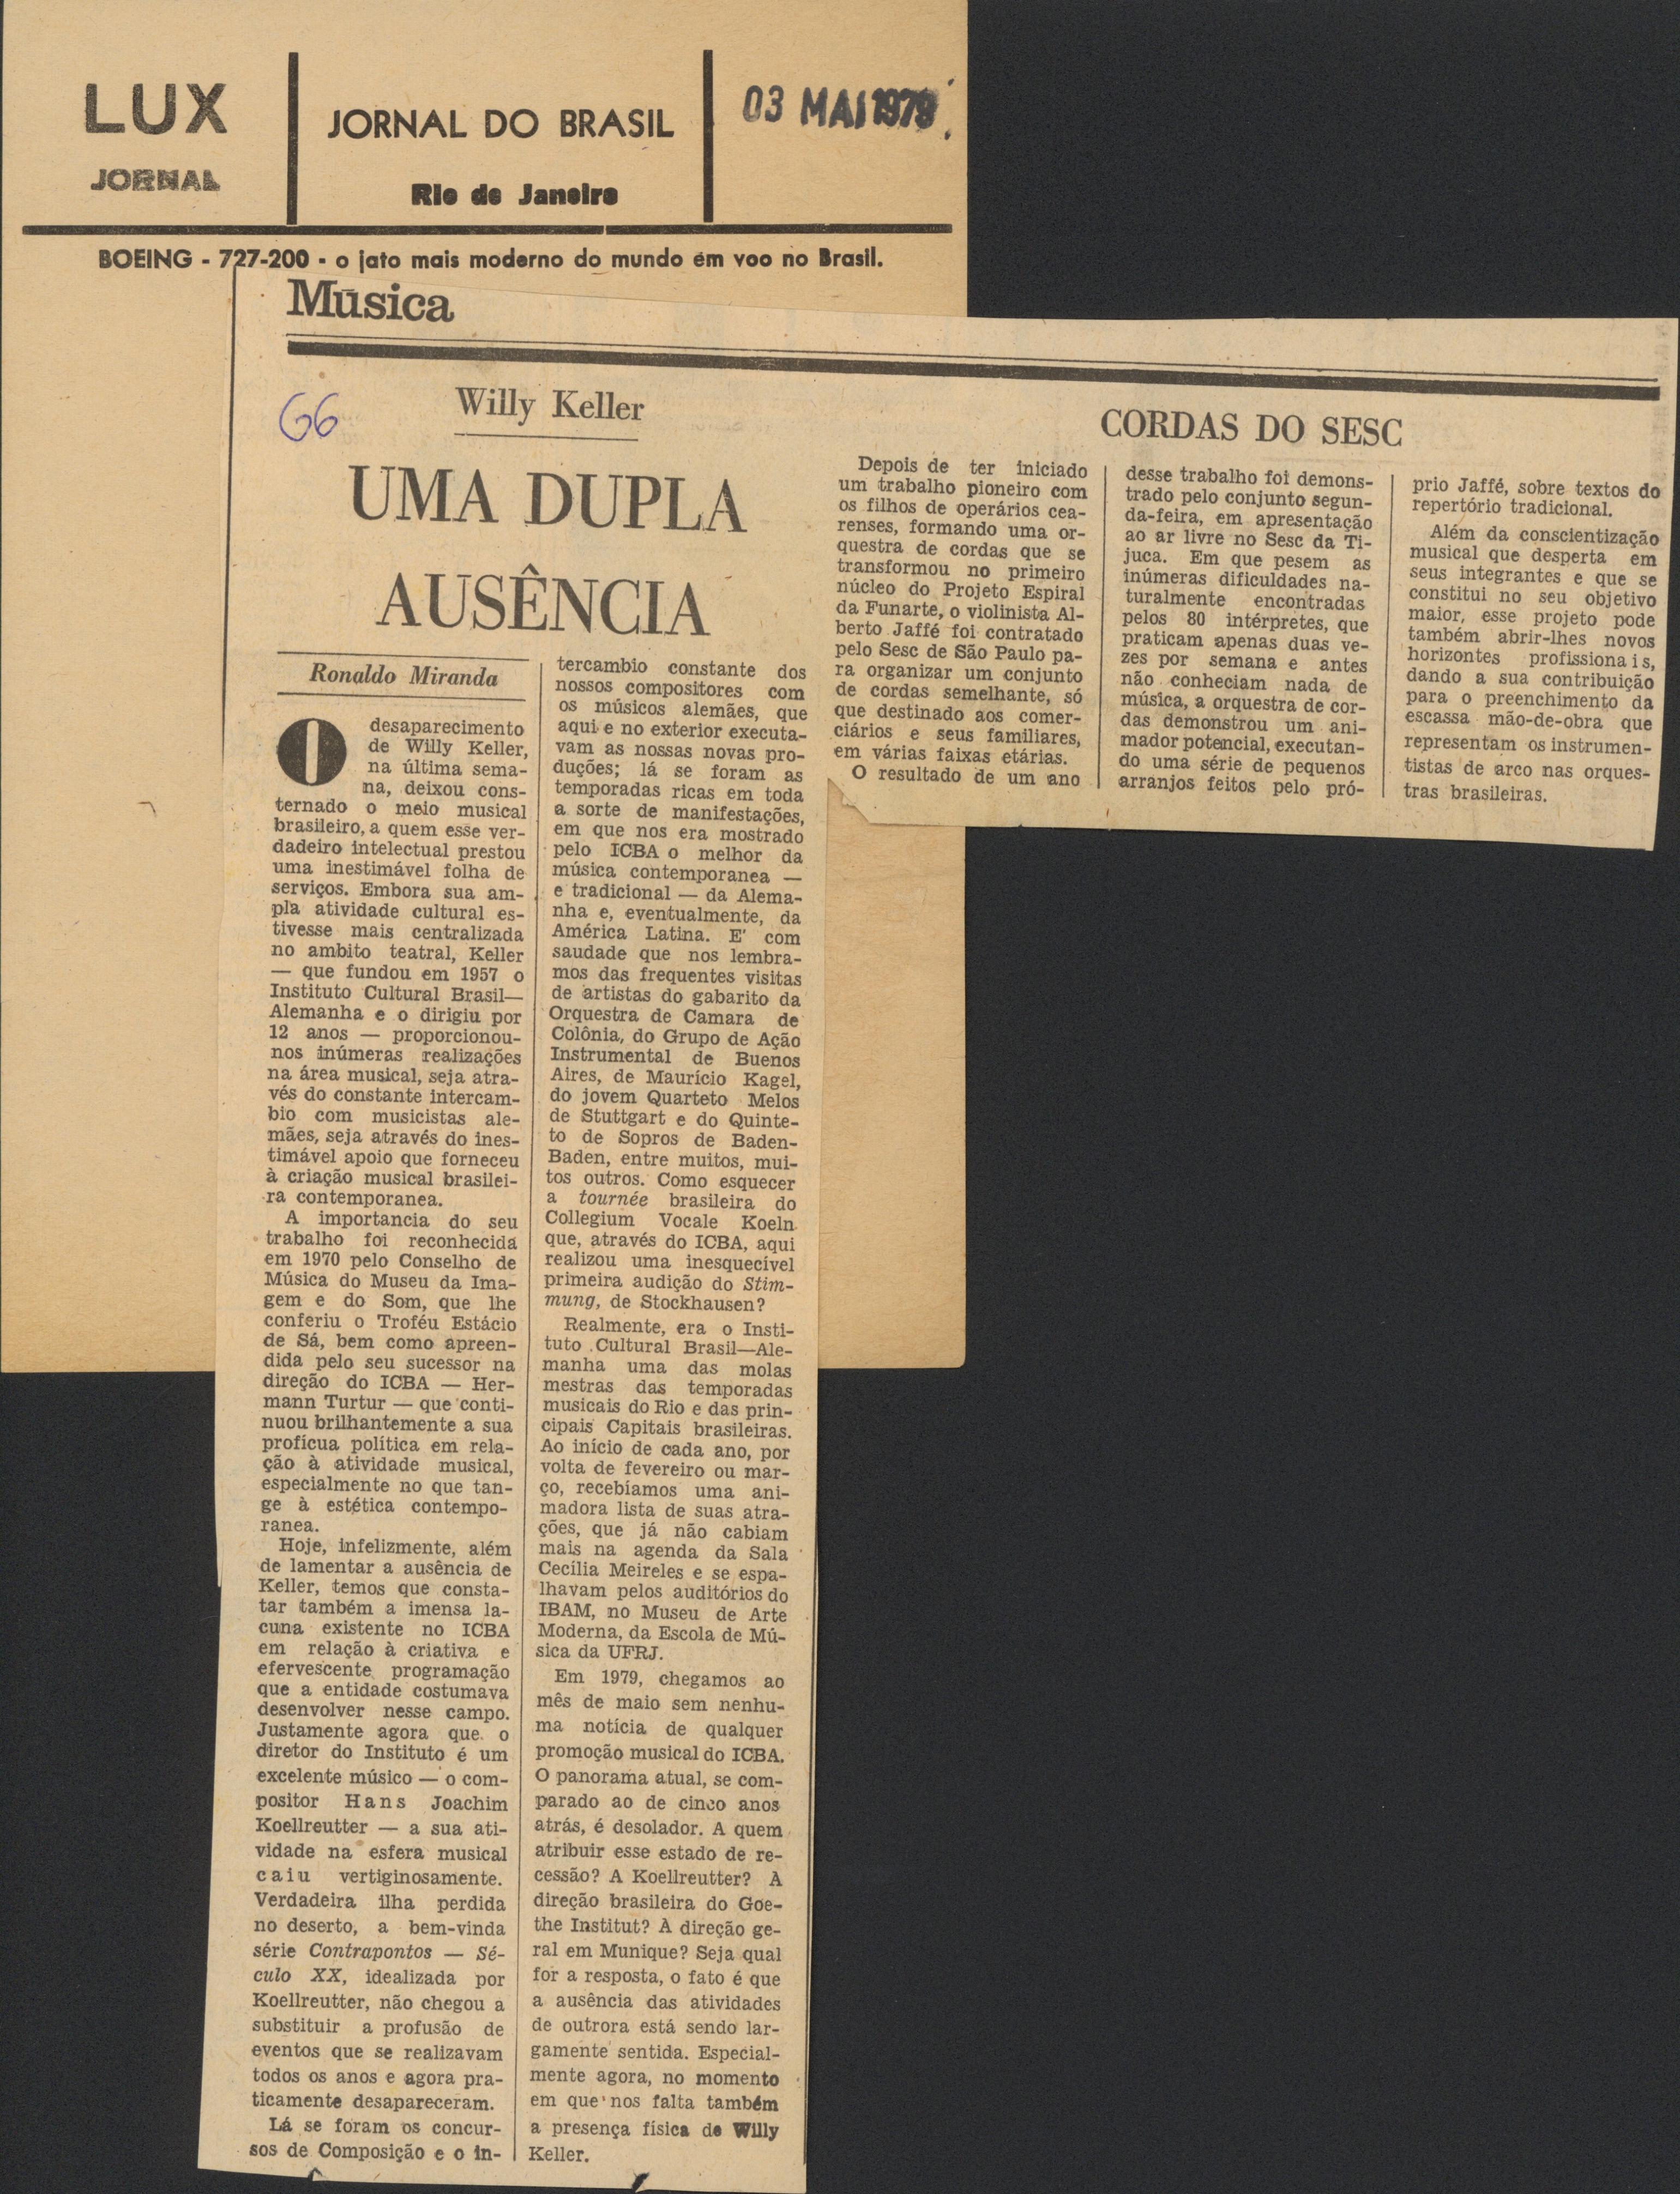 LUX
JORNAL
JORNAL DO BRASIL
Rio de Janeiro
03 MAI 1979
BOEING - 727-200 - o jato mais moderno do mundo em voo no Brasil.
Música
66
Willy Keller
UMA DUPLA
AUSÊNCIA
Ronaldo Miranda
O desaparecimento
de Willy Keller,
na última sema-
na, deixou cons-
ternado o meio musical
brasileiro, a quem esse ver-
dadeiro intelectual prestou
uma inestimável folha de
serviços. Embora sua am-
pla atividade cultural es-
tivesse mais centralizada
no ambito teatral, Keller
— que fundou em 1957 o
Instituto Cultural Brasil—
Alemanha e o dirigiu por
12 anos — proporcionou-
nos inúmeras realizações
na área musical, seja atra-
vés do constante intercam-
bio com musicistas ale-
mães, seja através do ines-
timável apoio que forneceu
à criação musical brasilei-
ra contemporanea.
A importancia do seu
trabalho foi reconhecida
em 1970 pelo Conselho de
Música do Museu da Ima-
gem e do Som, que lhe
conferiu o Troféu Estácio
de Sá, bem como apreen-
dida pelo seu sucessor na
direção do ICBA — Her-
mann Turtur — que conti-
nuou brilhantemente a sua
profícua política em rela-
ção à atividade musical,
especialmente no que tan-
ge à estética contempo-
ranea.
Hoje, infelizmente, além
de lamentar a ausência de
Keller, temos que consta-
tar também a imensa la-
cuna existente no ICBA
em relação à criativa e
efervescente programação
que a entidade costumava
desenvolver nesse campo.
Justamente agora que o
diretor do Instituto é um
excelente músico — o com-
positor Hans Joachim
Koellreutter — a sua ati-
vidade na esfera musical
caiu vertiginosamente.
Verdadeira ilha perdida
no deserto, a bem-vinda
série Contrapontos — Sé-
culo XX, idealizada por
Koellreutter, não chegou a
substituir a profusão de
eventos que se realizavam
todos os anos e agora pra-
ticamente desapareceram.
Lá se foram os concur-
sos de Composição e o in-
tercambio constante dos
nossos compositores com
os músicos alemães, que
aqui e no exterior executa-
vam as nossas novas pro-
duções; lá se foram as
temporadas ricas em toda
a sorte de manifestações,
em que nos era mostrado
pelo ICBA o melhor da
música contemporanea —
e tradicional — da Alema-
nha e, eventualmente, da
América Latina. E' com
saudade que nos lembra-
mos das frequentes visitas
de artistas do gabarito da
Orquestra de Camara de
Colônia, do Grupo de Ação
Instrumental de Buenos
Aires, de Maurício Kagel,
do jovem Quarteto Melos
de Stuttgart e do Quinte-
to de Sopros de Baden-
Baden, entre muitos, mui-
tos outros. Como esquecer
a tournée brasileira do
Collegium Vocale Koeln
que, através do ICBA, aqui
realizou uma inesquecível
primeira audição do Stim-
mung, de Stockhausen?
Realmente, era o Insti-
tuto Cultural Brasil—Ale-
manha uma das molas
mestras das temporadas
musicais do Rio e das prin-
cipais Capitais brasileiras.
Ao início de cada ano, por
volta de fevereiro ou mar-
ço, recebíamos uma ani-
madora lista de suas atra-
ções, que já não cabiam
mais na agenda da Sala
Cecília Meireles e se espa-
lhavam pelos auditórios do
IBAM, no Museu de Arte
Moderna, da Escola de Mú-
sica da UFRJ.
Em 1979, chegamos ao
mês de maio sem nenhu-
ma notícia de qualquer
promoção musical do ICBA.
O panorama atual, se com-
parado ao de cinco anos
atrás, é desolador. A quem
atribuir esse estado de re-
cessão? A Koellreutter? A
direção brasileira do Goe-
the Institut? À direção ge-
ral em Munique? Seja qual
for a resposta, o fato é que
a ausência das atividades
de outrora está sendo lar-
gamente sentida. Especial-
mente agora, no momento
em que nos falta também
a presença física de Willy
Keller.
CORDAS DO SESC
Depois de ter iniciado
um trabalho pioneiro com
os filhos de operários cea-
renses, formando uma or-
questra de cordas que se
transformou no primeiro
núcleo do Projeto Espiral
da Funarte, o violinista Al-
berto Jaffé foi contratado
pelo Sesc de São Paulo pa-
ra organizar um conjunto
de cordas semelhante, só
que destinado aos comer-
ciários e seus familiares,
em várias faixas etárias.
O resultado de um ano
desse trabalho foi demons-
trado pelo conjunto segun-
da-feira, em apresentação
ao ar livre no Sesc da Ti-
juca. Em que pesem as
inúmeras dificuldades na-
turalmente encontradas
pelos 80 intérpretes, que
praticam apenas duas ve-
zes por semana e antes
não conheciam nada de
música, a orquestra de cor-
das demonstrou um ani-
mador potencial, executan-
do uma série de pequenos
arranjos feitos pelo pró-
prio Jaffé, sobre textos do
repertório tradicional.
Além da conscientização
musical que desperta em
seus integrantes e que se
constitui no seu objetivo
maior, esse projeto pode
também abrir-lhes novos
horizontes profissionais,
dando a sua contribuição
para o preenchimento da
escassa mão-de-obra que
representam os instrumen-
tistas de arco nas orques-
tras brasileiras.